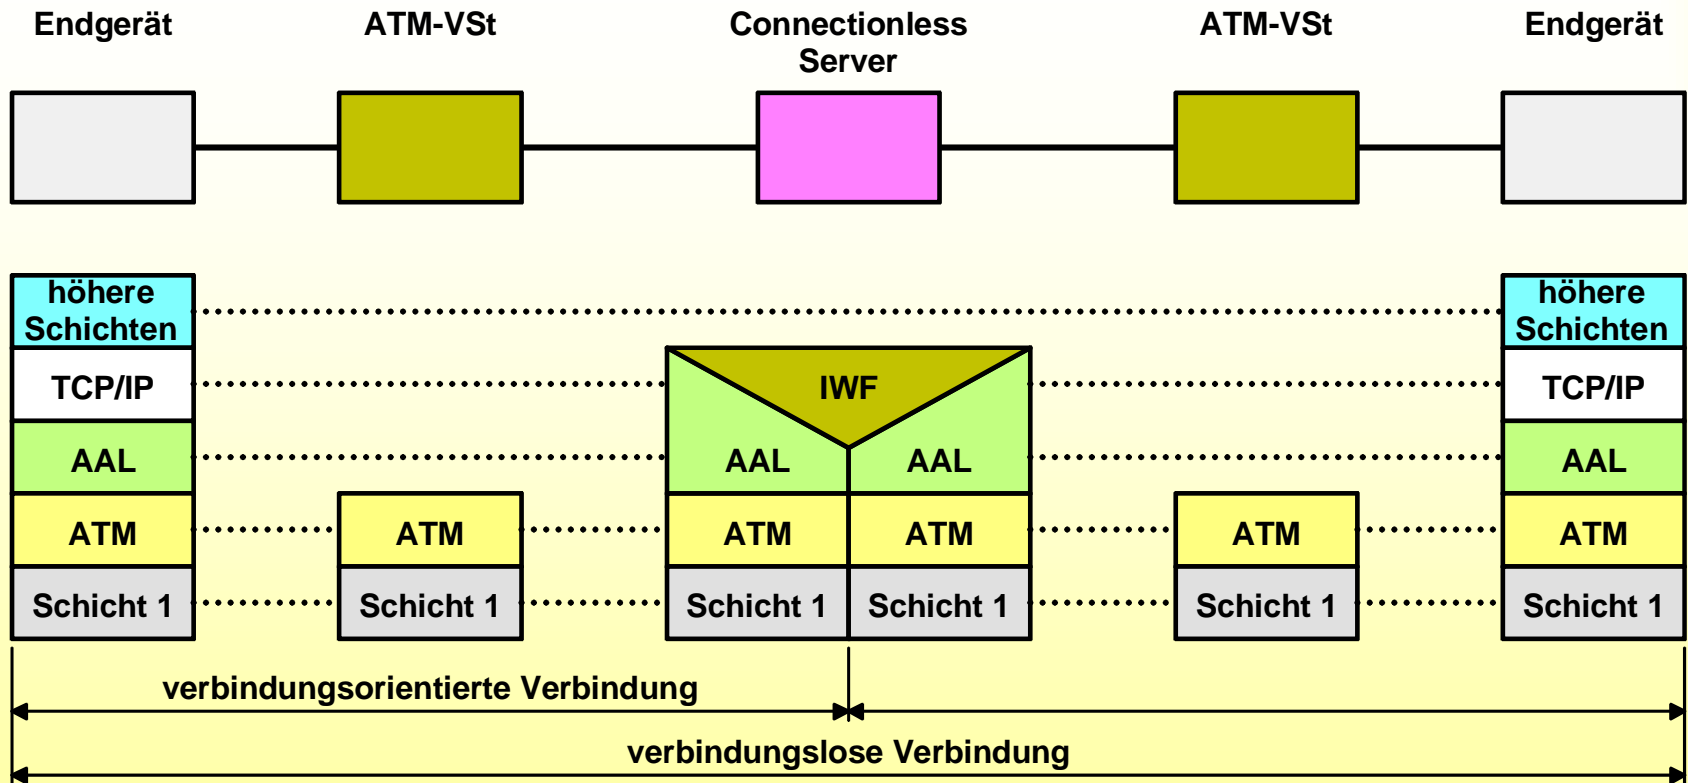 Endgerät ATM-VSt Connectionless ATM-VSt Endgerät
Server
höhere höhere
Schichten Schichten
TCP/IP IWF TCP/IP
AAL AAL AAL AAL
ATM ATM ATM ATM ATM ATM
Schicht 1 Schicht 1 Schicht 1 Schicht 1 Schicht 1 Schicht 1
verbindungsorientierte Verbindung
verbindungslose Verbindung